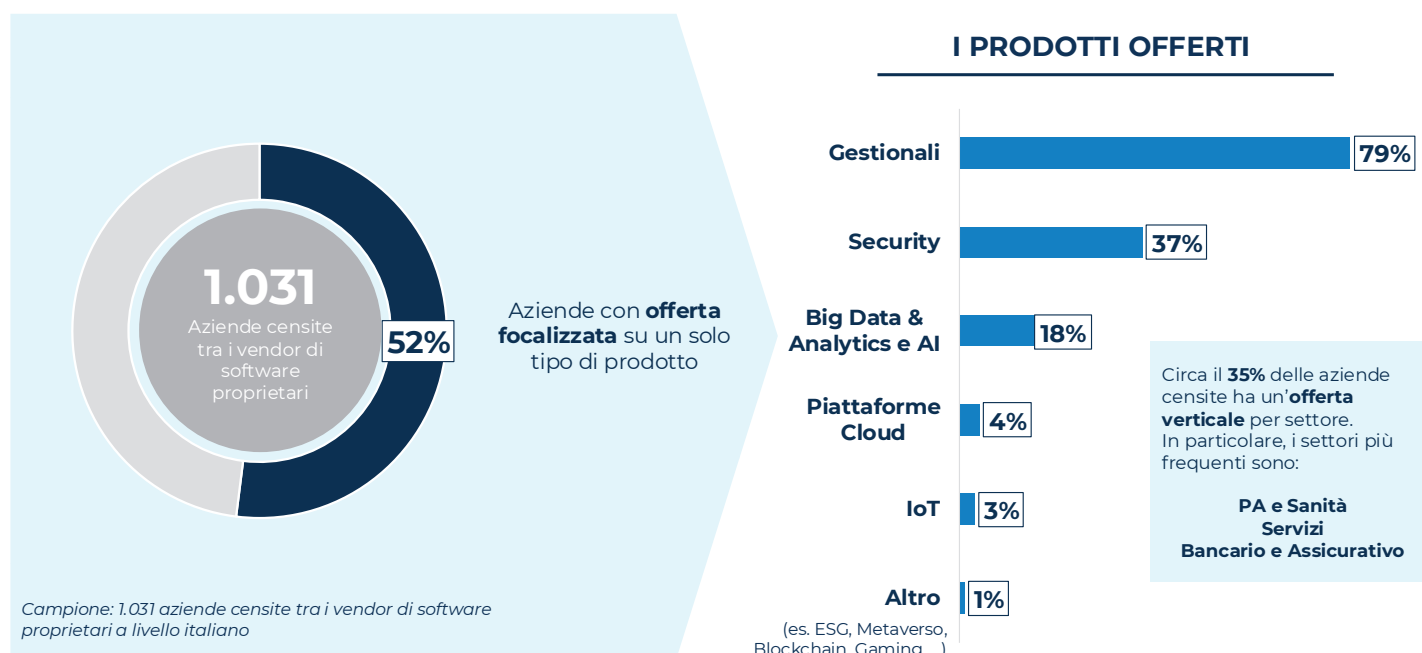 I PRODOTTI OFFERTI
1.031
Aziende censite
tra i vendor di
software
proprietari
52%
Aziende con offerta
focalizzata su un solo
tipo di prodotto
Gestionali
79%
Security
37%
Big Data &
Analytics e AI
18%
Piattaforme
Cloud
4%
IoT
3%
Altro
1%
(es. ESG, Metaverso,
Blockchain, Gaming, ...)
Circa il 35% delle aziende
censite ha un'offerta
verticale per settore.
In particolare, i settori più
frequenti sono:
PA e Sanità
Servizi
Bancario e Assicurativo
Campione: 1.031 aziende censite tra i vendor di software
proprietari a livello italiano